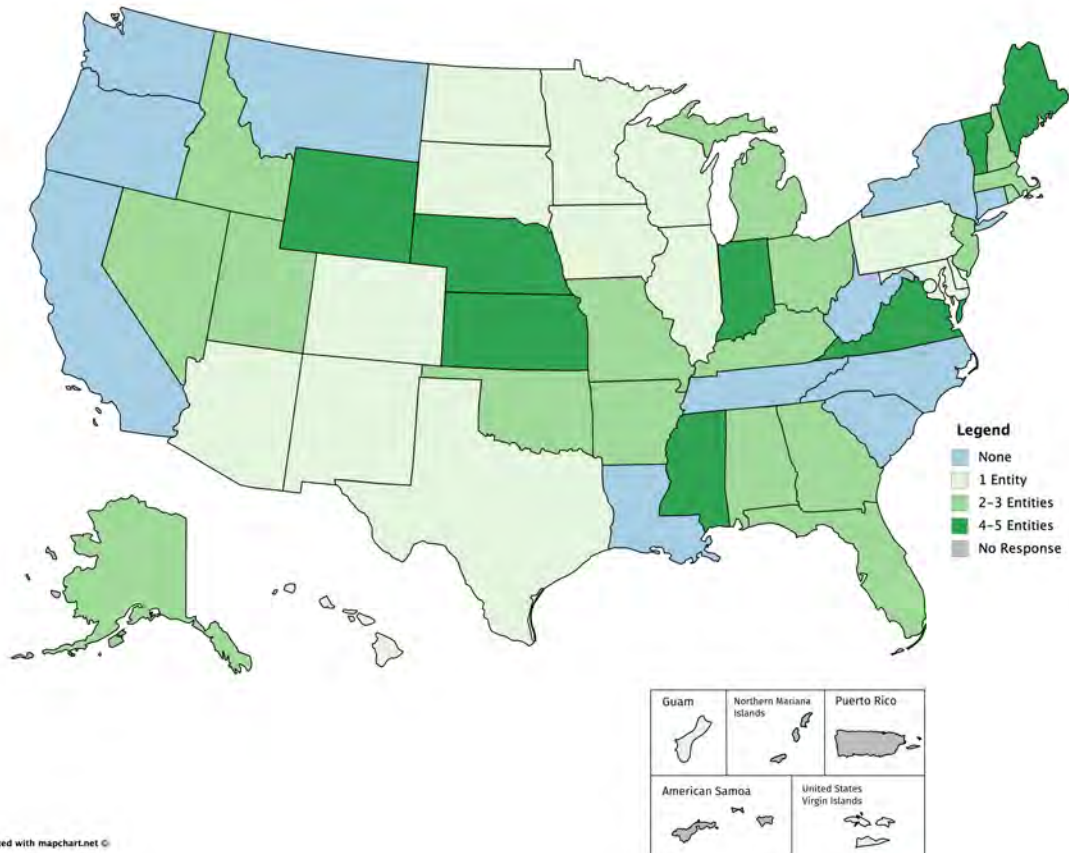 Legend
None
1 Entity
2–3 Entities
4–5 Entities
No Response
Guam
Northern Mariana
Islands
Puerto Rico
American Samoa
United States
Virgin Islands
with mapchart.net ©